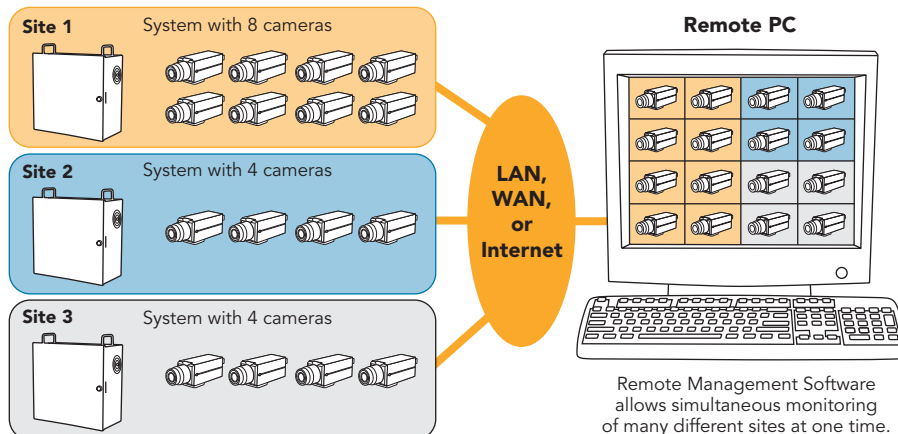 Site 1
System with 8 cameras
Site 2
System with 4 cameras
Site 3
System with 4 cameras
LAN,
WAN,
or
Internet
Remote PC
Remote Management Software
allows simultaneous monitoring
of many different sites at one time.